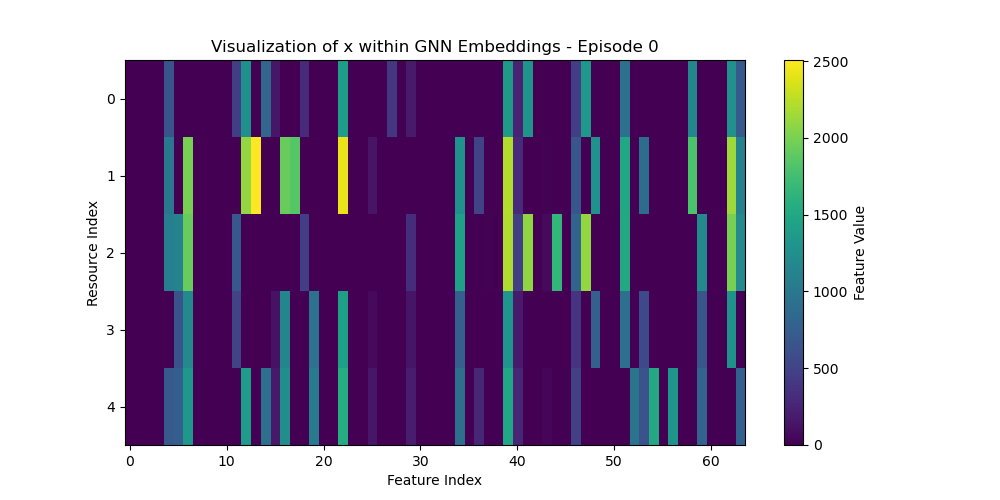 Visualization of x within GNN Embeddings - Episode 0
Resource Index
0
1
2
3
4
0 10 20 30 40 50 60
Feature Index
2500
2000
1500
1000
500
0
Feature Value